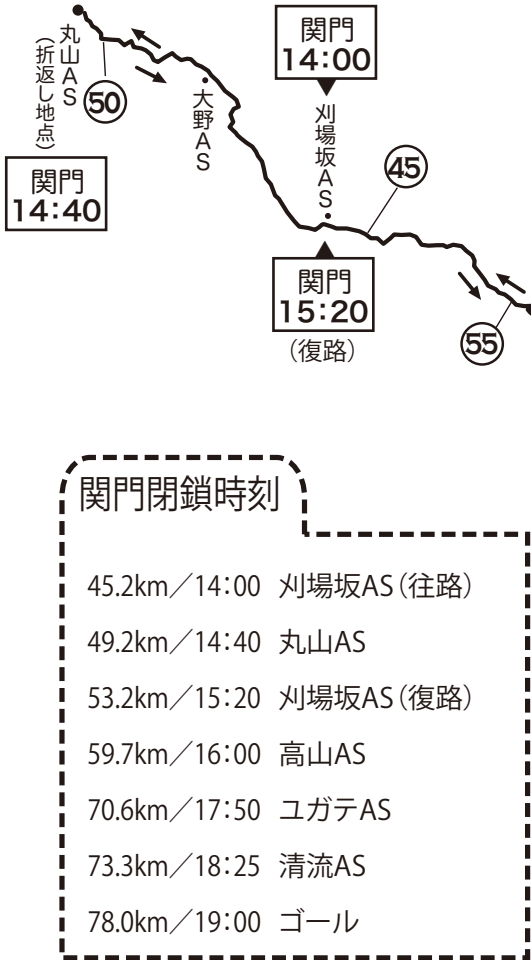 丸山AS
（折返し地点）
関門
14：40
50
大野AS
関門
14：00
刈場坂AS
45
関門
15：20
（復路）
55
関門閉鎖時刻
45.2km／14：00 刈場坂AS（往路）
49.2km／14：40 丸山AS
53.2km／15：20 刈場坂AS（復路）
59.7km／16：00 高山AS
70.6km／17：50 ユガテAS
73.3km／18：25 清流AS
78.0km／19：00 ゴール